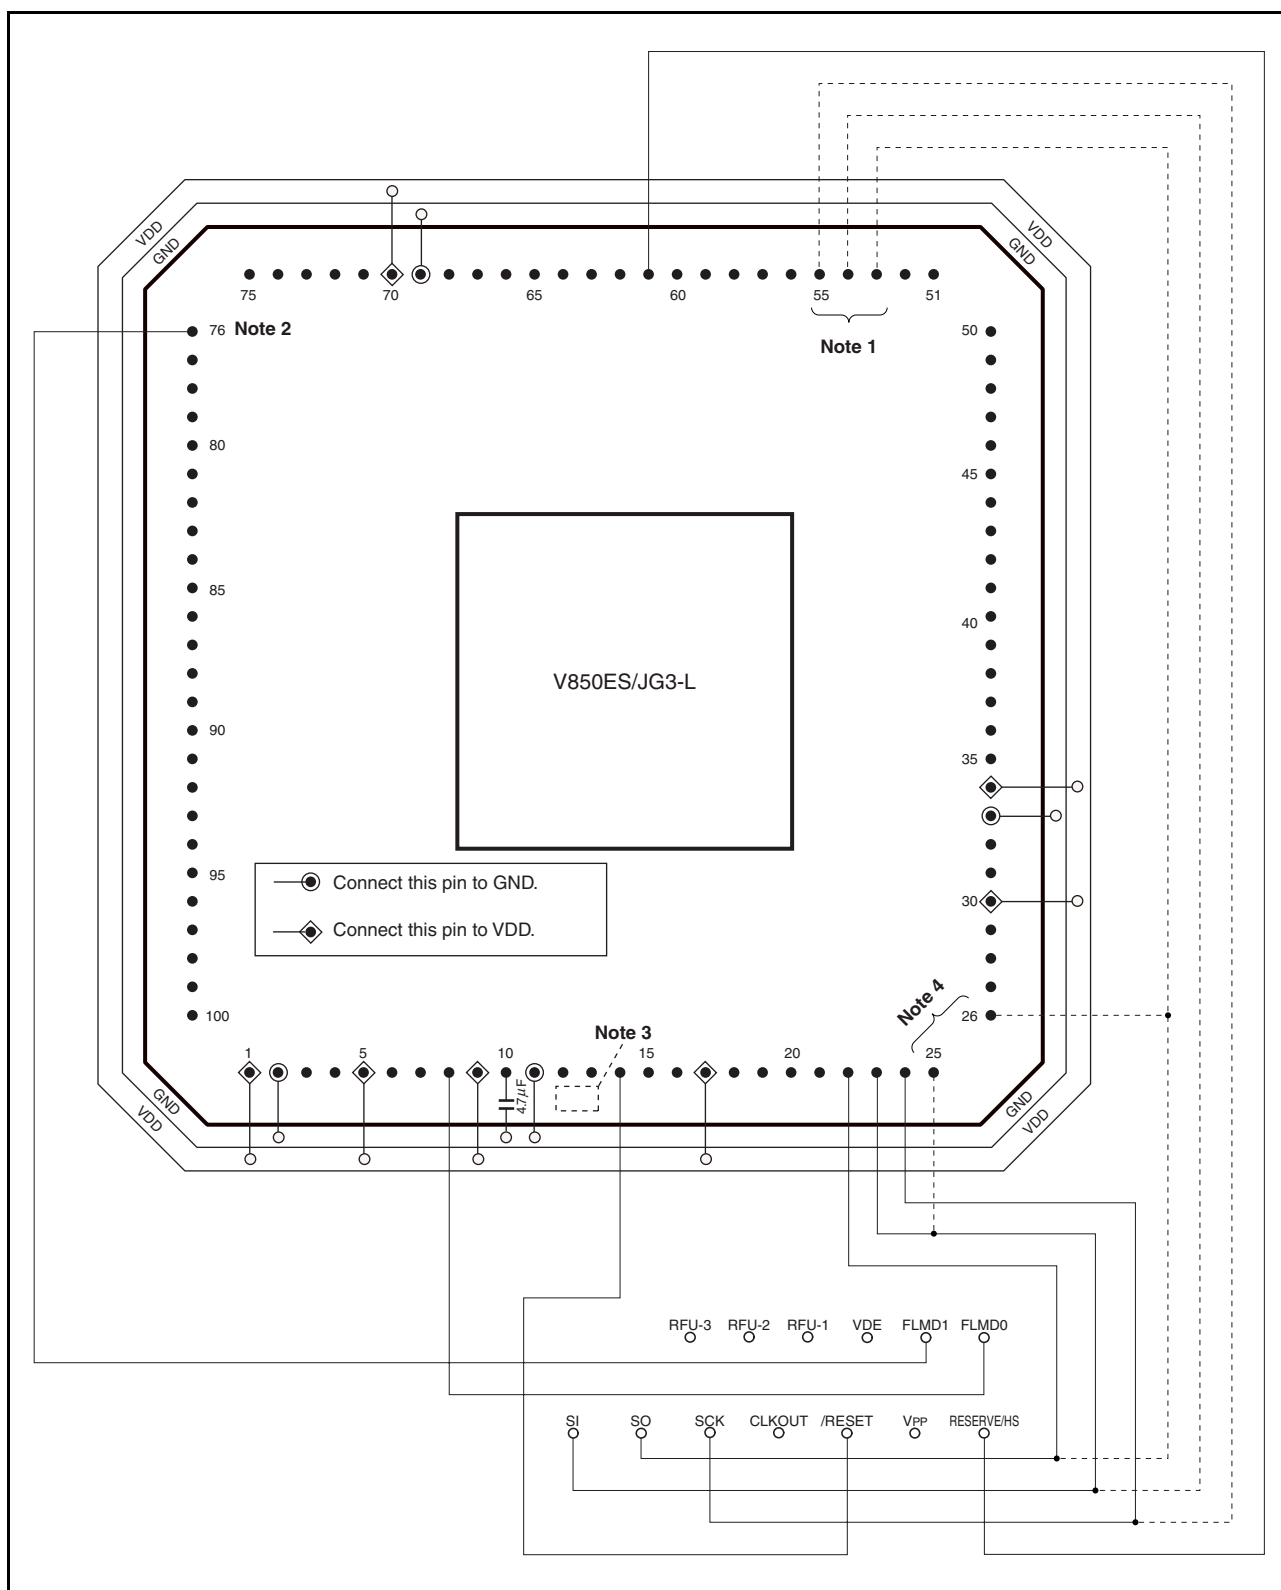 VDD
GND
VDD
GND
75
70
65
60
55
51
Note 1
76
Note 2
50
80
45
85
40
V850ES/JG3-L
90
35
95
Connect this pin to GND.
30
Connect this pin to VDD.
100
Note 4
26
Note 3
1
5
10
15
20
25
4.7μF
GND
VDD
GND
VDD
RFU-3
RFU-2
RFU-1
VDE
FLMD1
FLMD0
SI
SO
SCK
CLKOUT
/RESET
VPP
RESERVE/HS